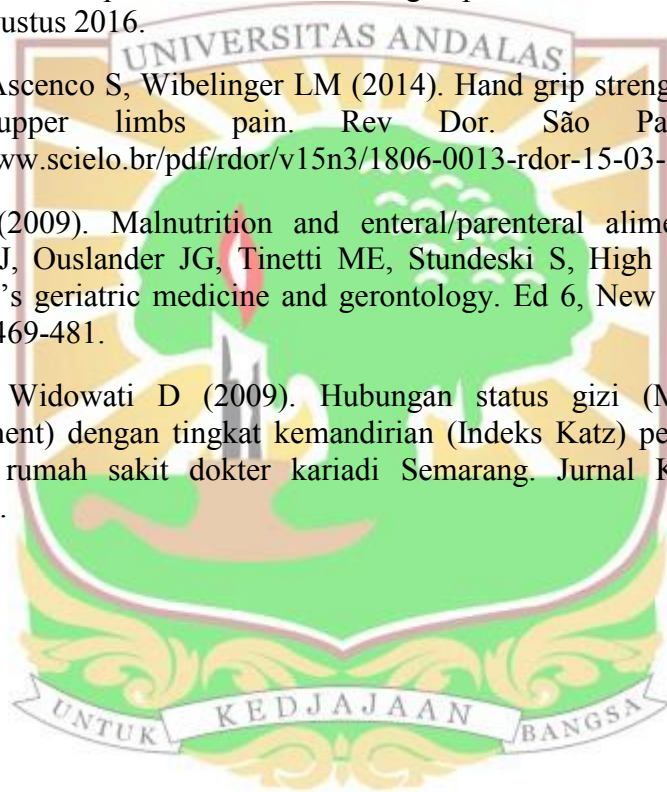 ustus 2016.
UNIVERSITAS ANDALAS
Ascenco S, Wibelinger LM (2014). Hand grip streng
upper limbs pain. Rev Dor. São Pa
ww.scielo.br/pdf/rdor/v15n3/1806-0013-rdor-15-03-
(2009). Malnutrition and enteral/parenteral alime
J, Ouslander JG, Tinetti ME, Stundeski S, High
's geriatric medicine and gerontology. Ed 6, New
469-481.
Widowati D (2009). Hubungan status gizi (M
nent) dengan tingkat kemandirian (Indeks Katz) pe
rumah sakit dokter kariadi Semarang. Jurnal K
.
UNTUK KEDJAJAAN BANGSA